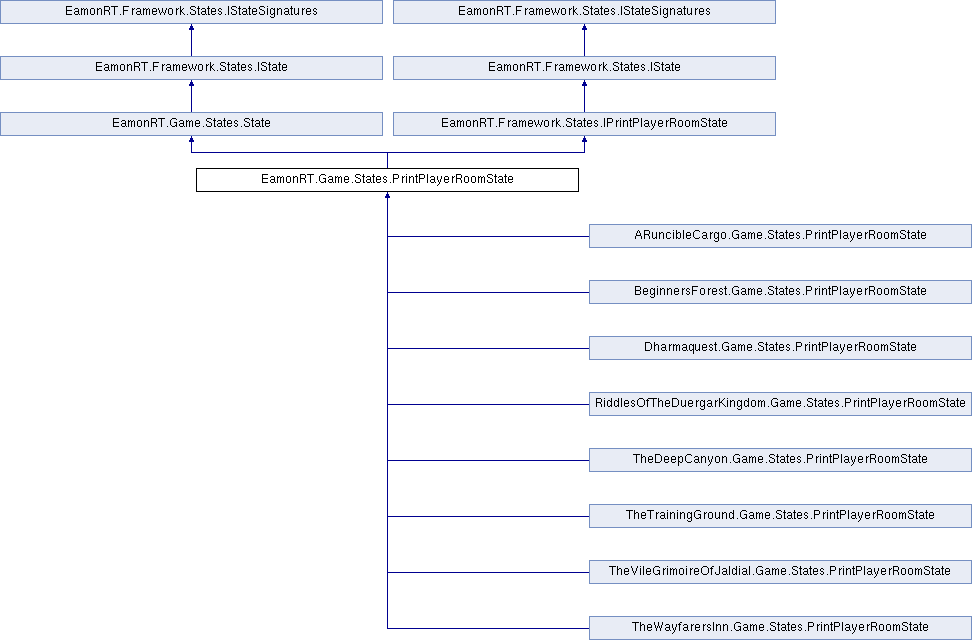 EamonRT.Framework.States.IStateSignatures
EamonRT.Framework.States.IStateSignatures
EamonRT.Framework.States.IState
EamonRT.Framework.States.IState
EamonRT.Game.States.State
EamonRT.Framework.States.IPrintPlayerRoomState
EamonRT.Game.States.PrintPlayerRoomState
ARuncibleCargo.Game.States.PrintPlayerRoomState
BeginnersForest.Game.States.PrintPlayerRoomState
Dharmaquest.Game.States.PrintPlayerRoomState
RiddlesOfTheDuergarKingdom.Game.States.PrintPlayerRoomState
TheDeepCanyon.Game.States.PrintPlayerRoomState
TheTrainingGround.Game.States.PrintPlayerRoomState
TheVileGrimoireOfJaldial.Game.States.PrintPlayerRoomState
TheWayfarersInn.Game.States.PrintPlayerRoomState